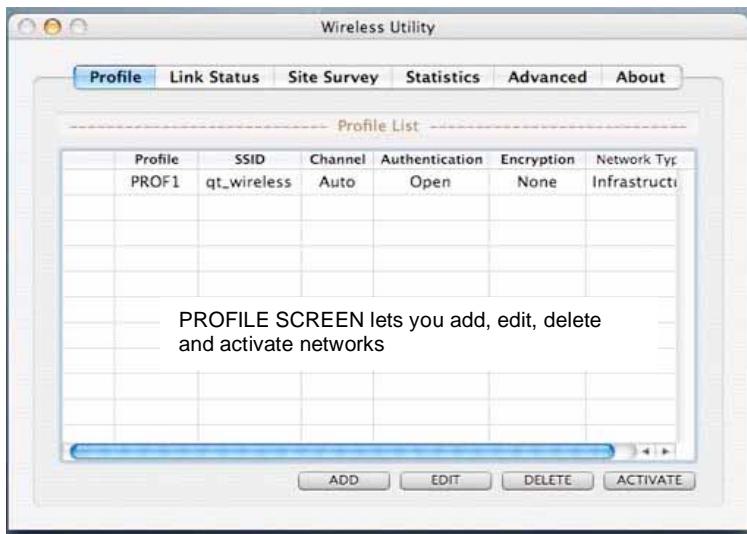 Wireless Utility
Profile Link Status Site Survey Statistics Advanced About
Profile List
Profile SSID Channel Authentication Encryption Network Typ
PROF1 qt_wireless Auto Open None Infrastructu
PROFILE SCREEN lets you add, edit, delete
and activate networks
ADD EDIT DELETE ACTIVATE